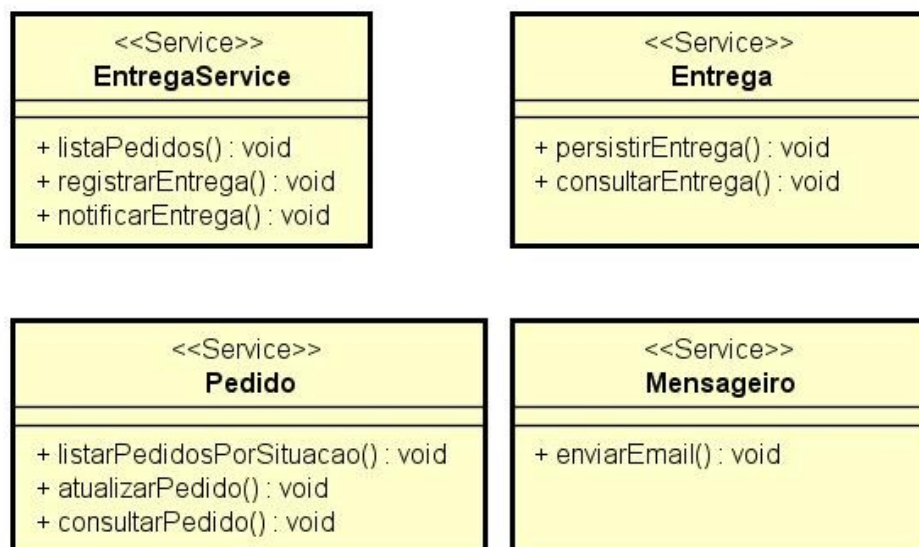 <<Service>>
EntregaService
+ listaPedidos() : void
+ registrarEntrega() : void
+ notificarEntrega() : void
<<Service>>
Entrega
+ persistirEntrega() : void
+ consultarEntrega() : void
<<Service>>
Pedido
+ listarPedidosPorSituacao() : void
+ atualizarPedido() : void
+ consultarPedido() : void
<<Service>>
Mensageiro
+ enviarEmail() : void